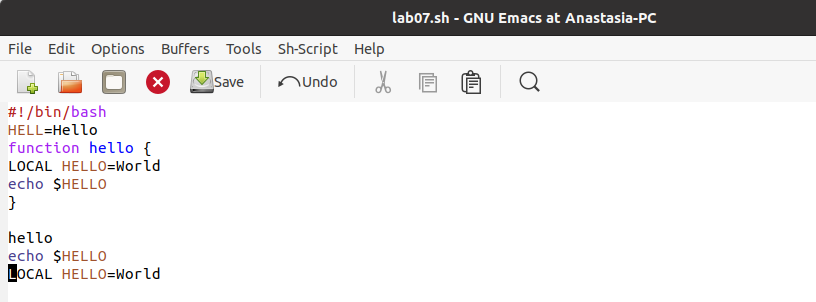 lab07.sh - GNU Emacs at Anastasia-PC
File Edit Options Buffers Tools Sh-Script Help
Save Undo
#!/bin/bash
HELL=Hello
function hello {
LOCAL HELLO=World
echo $HELLO
}
hello
echo $HELLO
LOCAL HELLO=World